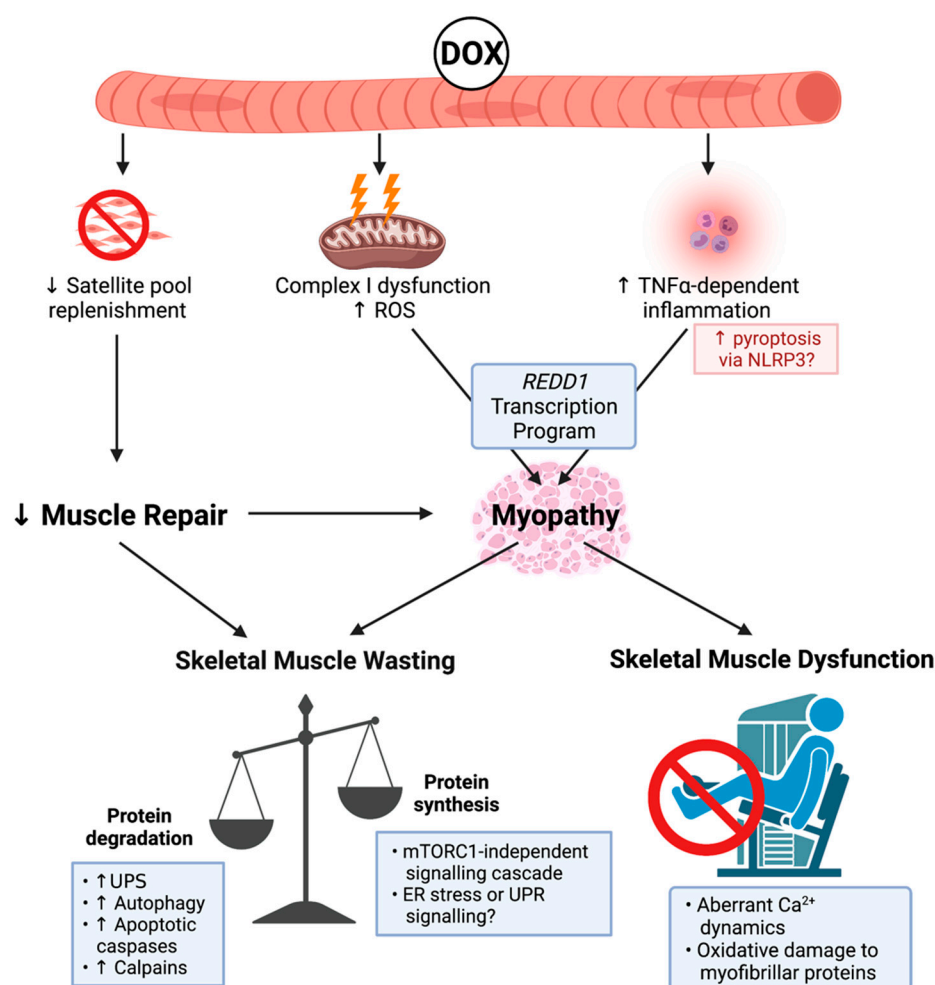 DOX
↓ Satellite pool
replenishment
Complex I dysfunction
↑ ROS
↑ TNFα-dependent
inflammation
↑ pyroptosis
via NLRP3?
REDD1
Transcription
Program
↓ Muscle Repair
Myopathy
Skeletal Muscle Wasting
Skeletal Muscle Dysfunction
Protein
degradation
Protein
synthesis
• ↑UPS
• ↑ Autophagy
• ↑ Apoptotic
caspases
• ↑ Calpains
• mTORC1-independent
signalling cascade
• ER stress or UPR
signalling?
• Aberrant Ca²⁺
dynamics
• Oxidative damage to
myofibrillar proteins